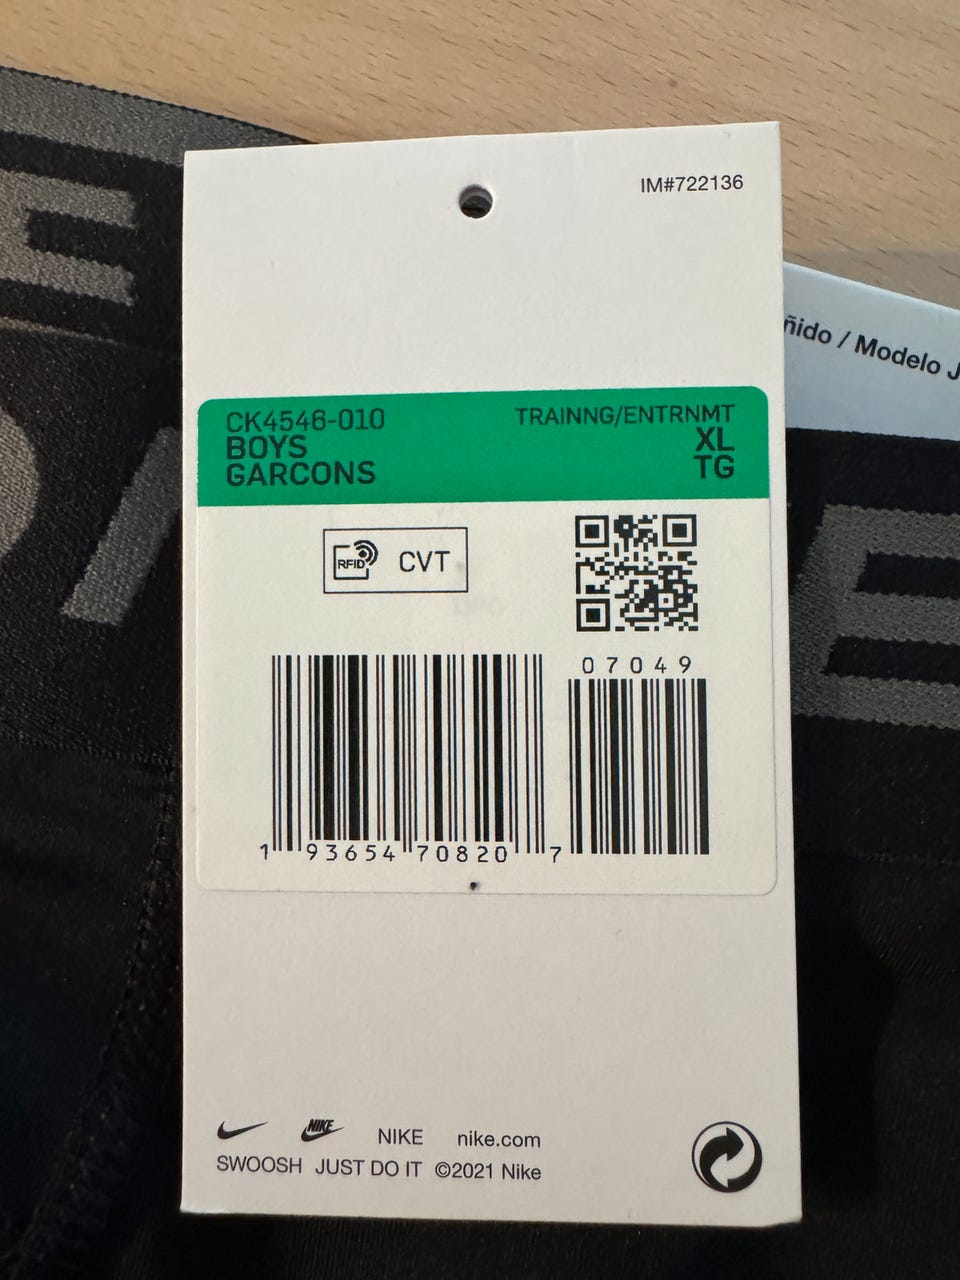 IM#722136
ñido / Modelo J
CK4546-010
TRAINNG/ENTRNMT
BOYS
XL
GARCONS
TG
RFID
CVT
07049
1 93654 70820 7
NIKE
NIKE
nike.com
SWOOSH JUST DO IT ©2021 Nike